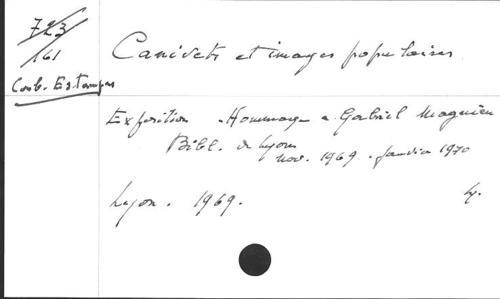 723/161
Canivets et images populaires
Comb. Estampes
Exposition Hommage à Gabriel Magnien
Bibl. de Lyon
nov. 1969 - janvier 1970
Lyon. 1969.